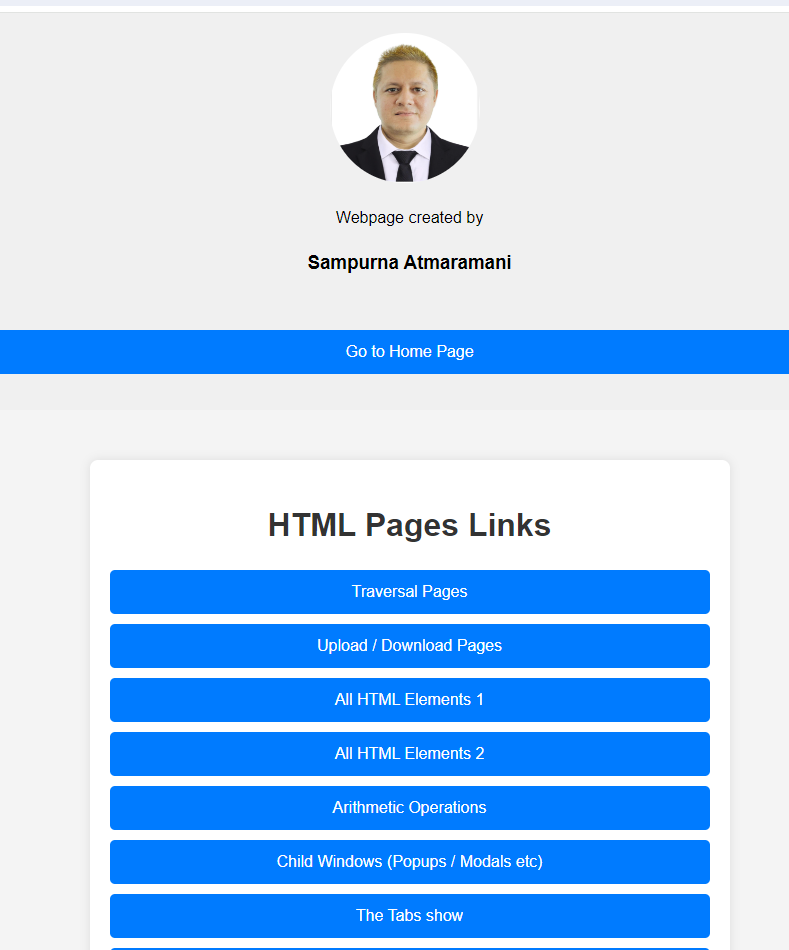 Webpage created by
Sampurna Atmaramani
Go to Home Page
HTML Pages Links
Traversal Pages
Upload / Download Pages
All HTML Elements 1
All HTML Elements 2
Arithmetic Operations
Child Windows (Popups / Modals etc)
The Tabs show